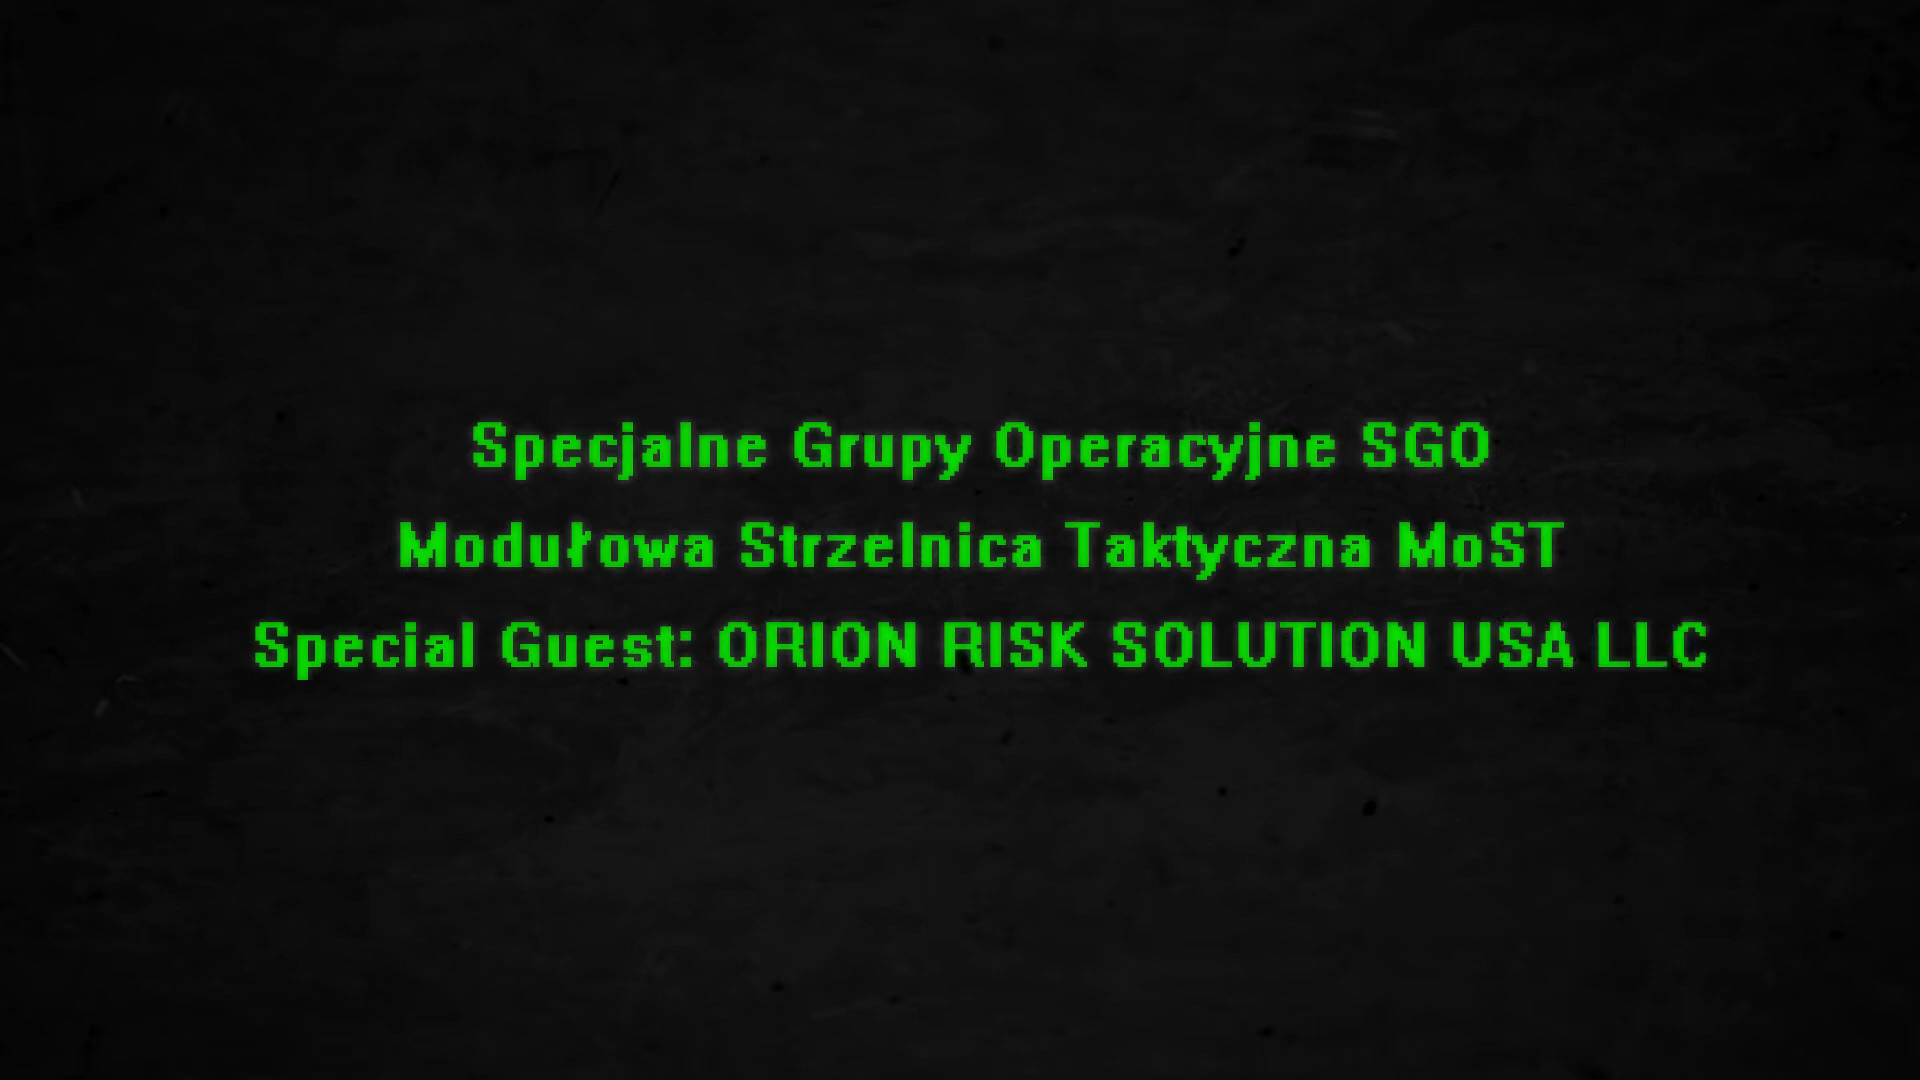 Specjalne Grupy Operacyjne SGO
Modułowa Strzelnica Taktyczna MoST
Special Guest: ORION RISK SOLUTION USA LLC